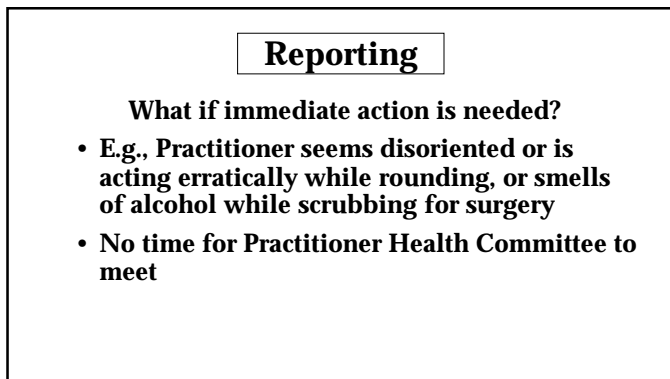 Reporting
What if immediate action is needed?
• E.g., Practitioner seems disoriented or is
acting erratically while rounding, or smells
of alcohol while scrubbing for surgery
• No time for Practitioner Health Committee to
meet